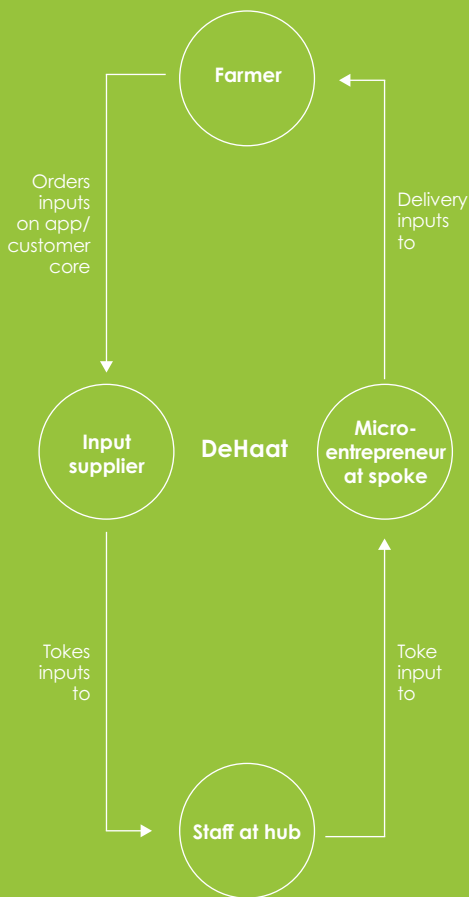 Farmer
Orders
inputs
on app/
customer
core
Delivery
inputs
to
Input
supplier
DeHaat
Micro-
entrepreneur
at spoke
Tokes
inputs
to
Toke
input
to
Staff at hub